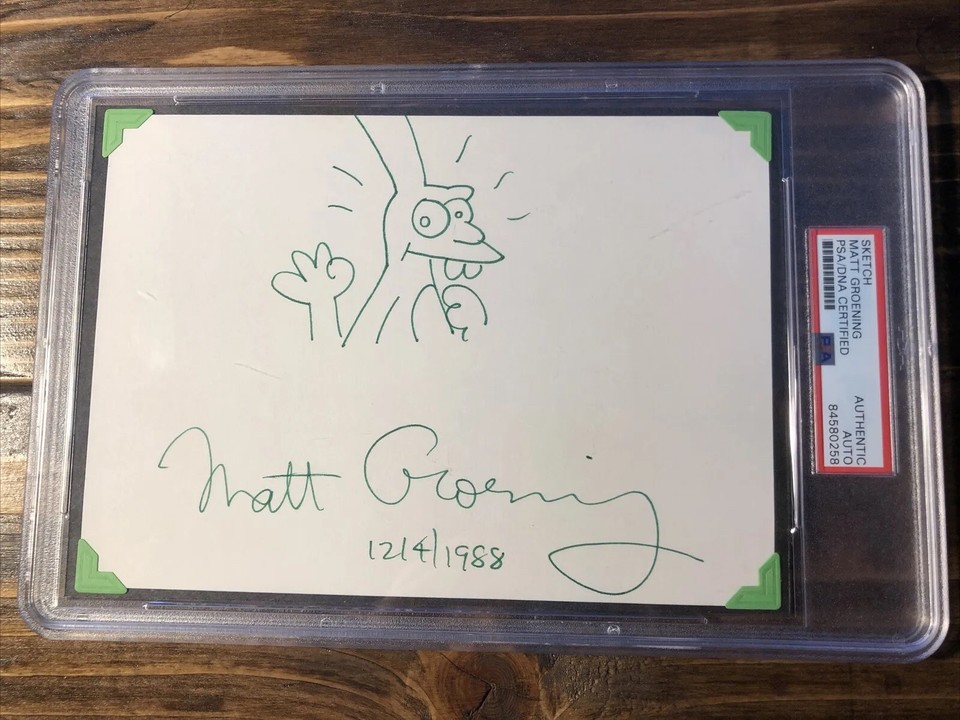 Matt Groening
12/4/1988
SKETCH
MATT GROENING
PSA/DNA CERTIFIED
AUTHENTIC
AUTO
84580258